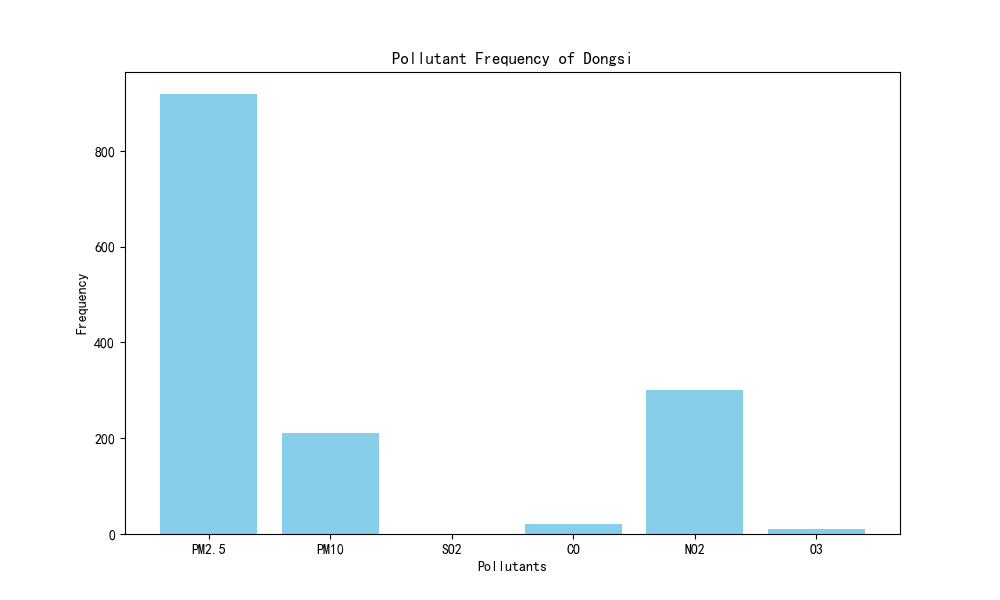 Pollutant Frequency of Dongsi
800
600
400
200
0
Frequency
PM2.5 PM10 SO2 CO NO2 O3
Pollutants